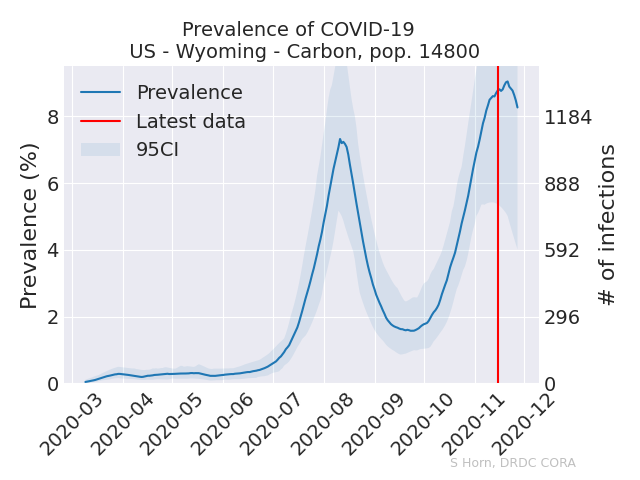 Prevalence of COVID-19
US - Wyoming - Carbon, pop. 14800
Prevalence
Latest data
95CI
Prevalence (%)
8
6
4
2
0
1184
888
592
296
0
# of infections
2020-03
2020-04
2020-05
2020-06
2020-07
2020-08
2020-09
2020-10
2020-11
2020-12
S Horn, DRDC CORA